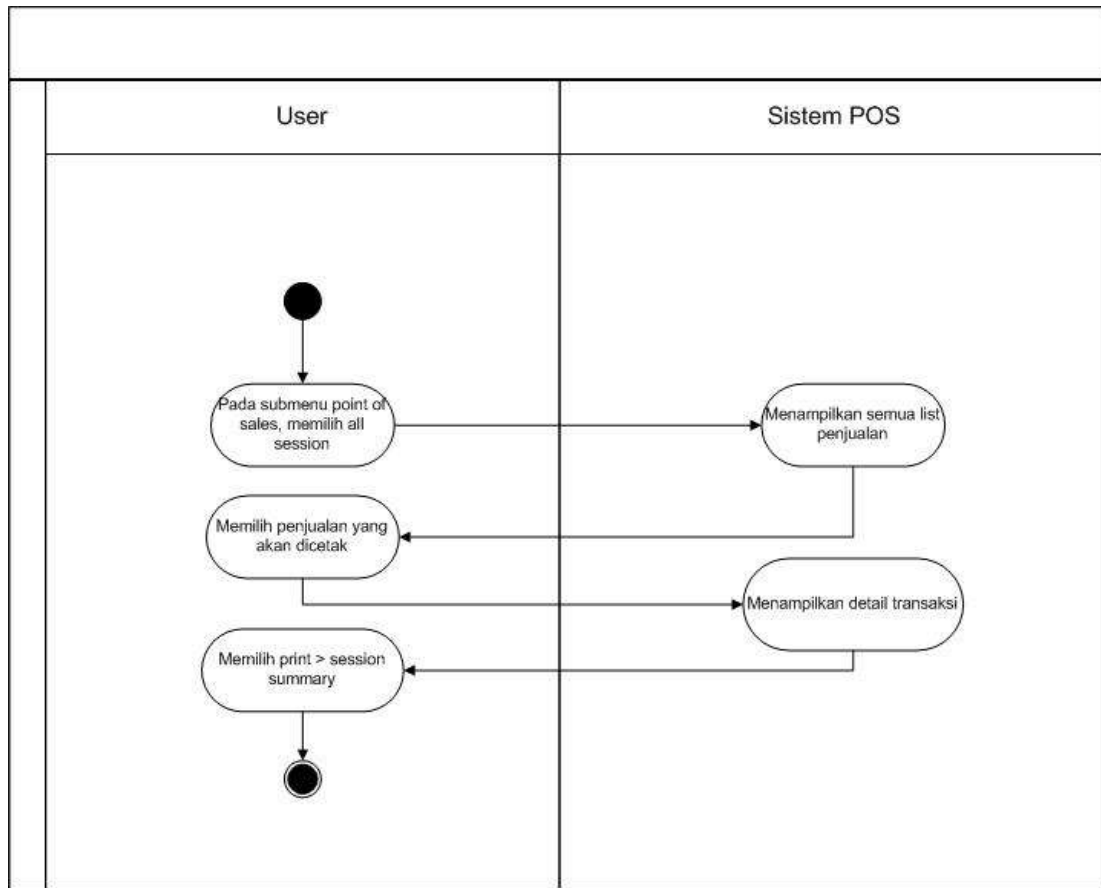 User
Sistem POS
Pada submenu point of
sales, memilih all
session
Menampilkan semua list
penjualan
Memilih penjualan yang
akan dicetak
Menampilkan detail transaksi
Memilih print > session
summary